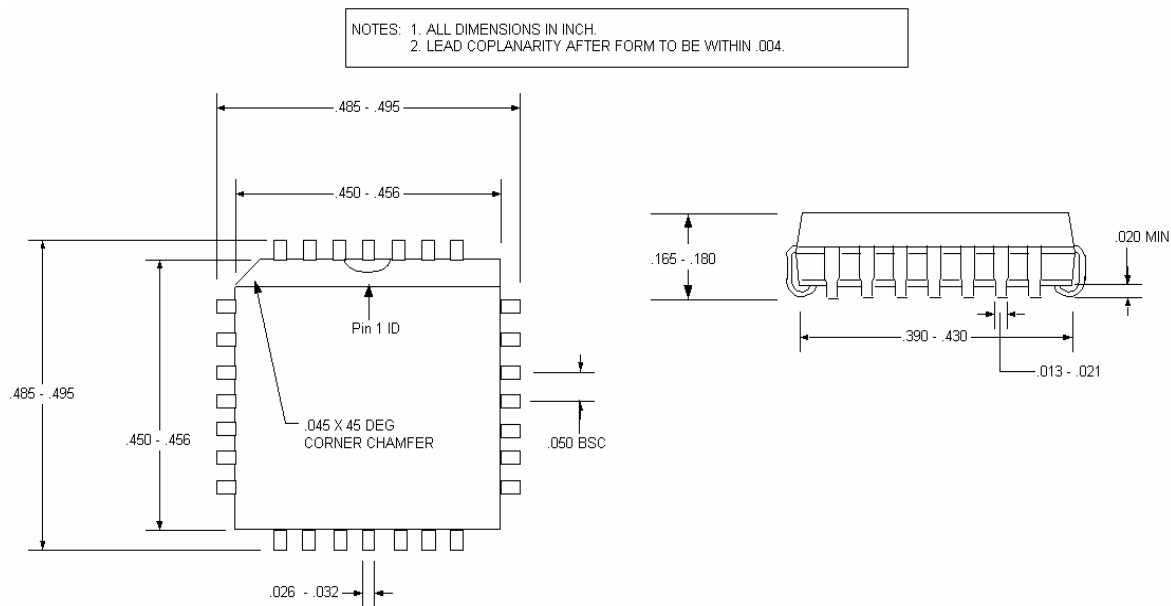 NOTES: 1. ALL DIMENSIONS IN INCH.
2. LEAD COPLANARITY AFTER FORM TO BE WITHIN .004.
.485 - .495
.450 - .456
.165 - .180
.020 MIN
Pin 1 ID
.390 - .430
.013 - .021
.485 - .495
.450 - .456
.045 X 45 DEG
CORNER CHAMFER
.050 BSC
.026 - .032